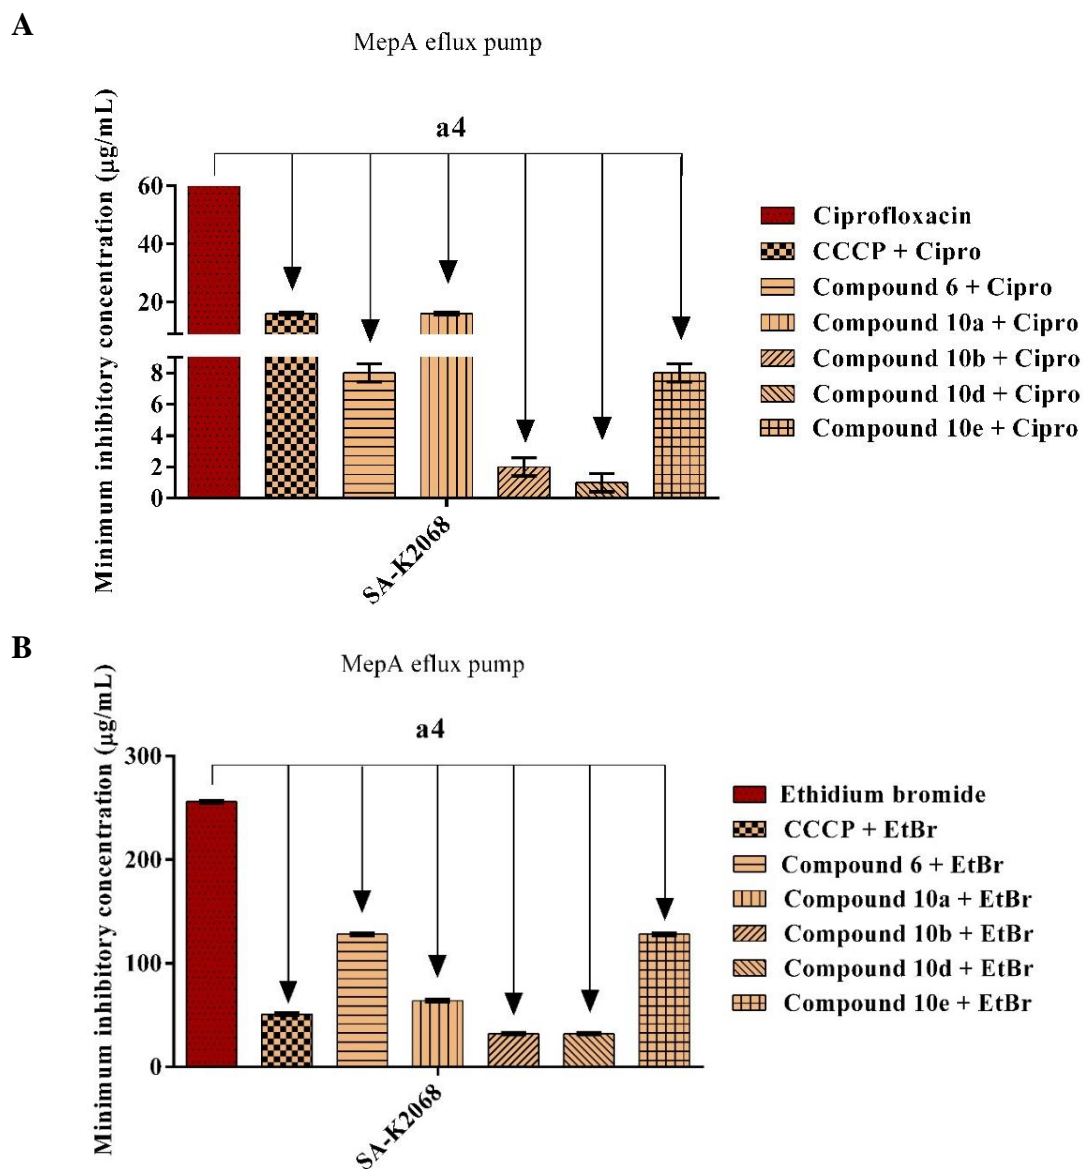 A
MepA eflux pump
a4
Minimum inhibitory concentration (µg/mL)
60
40
20
8
6
4
2
0
SA-K2068
Ciprofloxacin
CCCP + Cipro
Compound 6 + Cipro
Compound 10a + Cipro
Compound 10b + Cipro
Compound 10d + Cipro
Compound 10e + Cipro
B
MepA eflux pump
a4
Minimum inhibitory concentration (µg/mL)
300
200
100
0
SA-K2068
Ethidium bromide
CCCP + EtBr
Compound 6 + EtBr
Compound 10a + EtBr
Compound 10b + EtBr
Compound 10d + EtBr
Compound 10e + EtBr